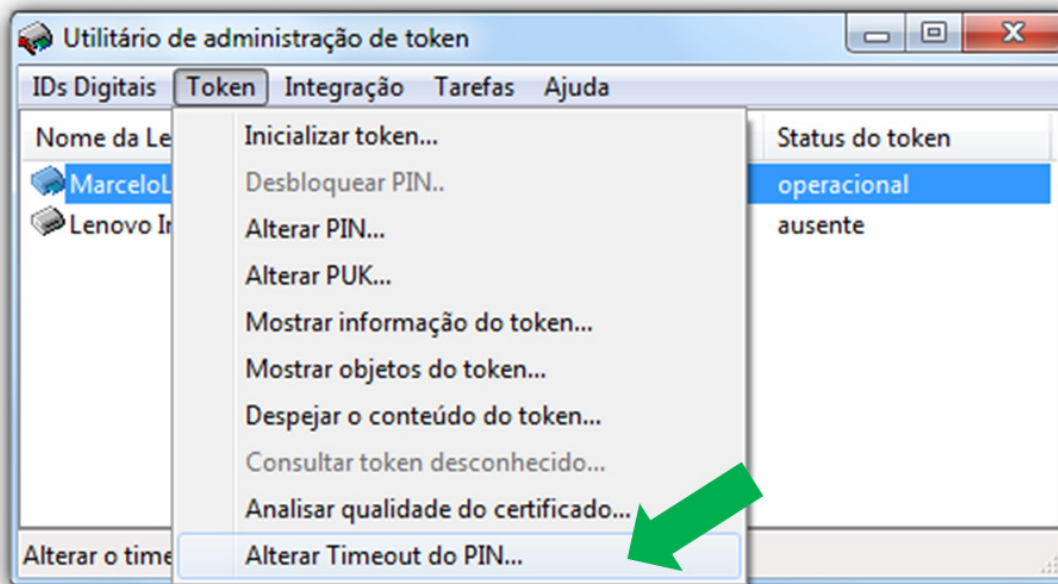 Utilitário de administração de token
IDs Digitais Token Integração Tarefas Ajuda
Nome da Le Status do token
MarceloL operacional
Lenovo Ir ausente
Inicializar token...
Desbloquear PIN..
Alterar PIN...
Alterar PUK...
Mostrar informação do token...
Mostrar objetos do token...
Despejar o conteúdo do token...
Consultar token desconhecido...
Analisar qualidade do certificado...
Alterar Timeout do PIN...
Alterar o time